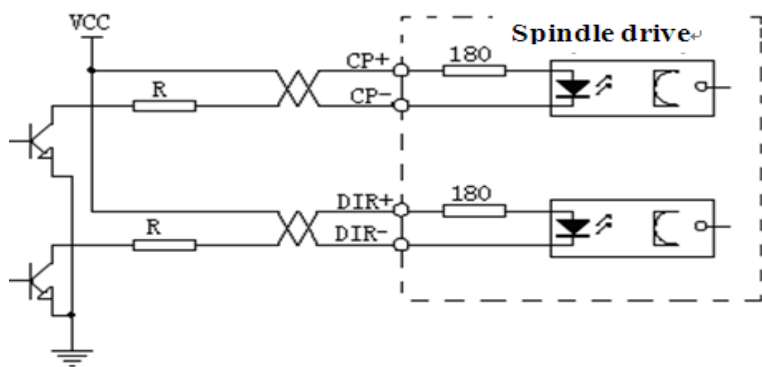 VCC
Spindle drive
CP+
180
R
CP-
DIR+
180
R
DIR-